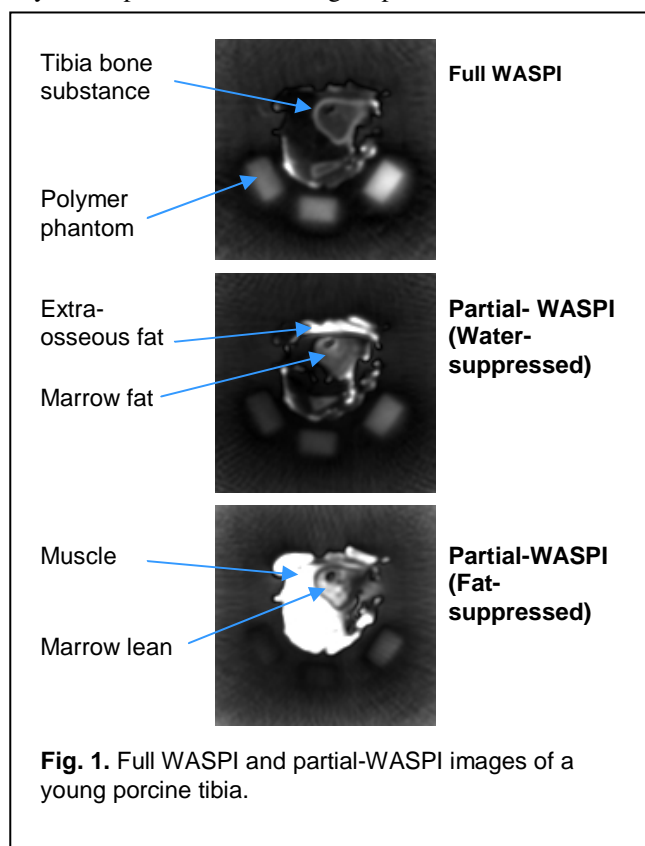 Tibia bone
substance
Full WASPI
Polymer
phantom
Extra-
osseous fat
Marrow fat
Partial- WASPI
(Water-
suppressed)
Muscle
Marrow lean
Partial-WASPI
(Fat-
suppressed)
Fig. 1. Full WASPI and partial-WASPI images of a
young porcine tibia.